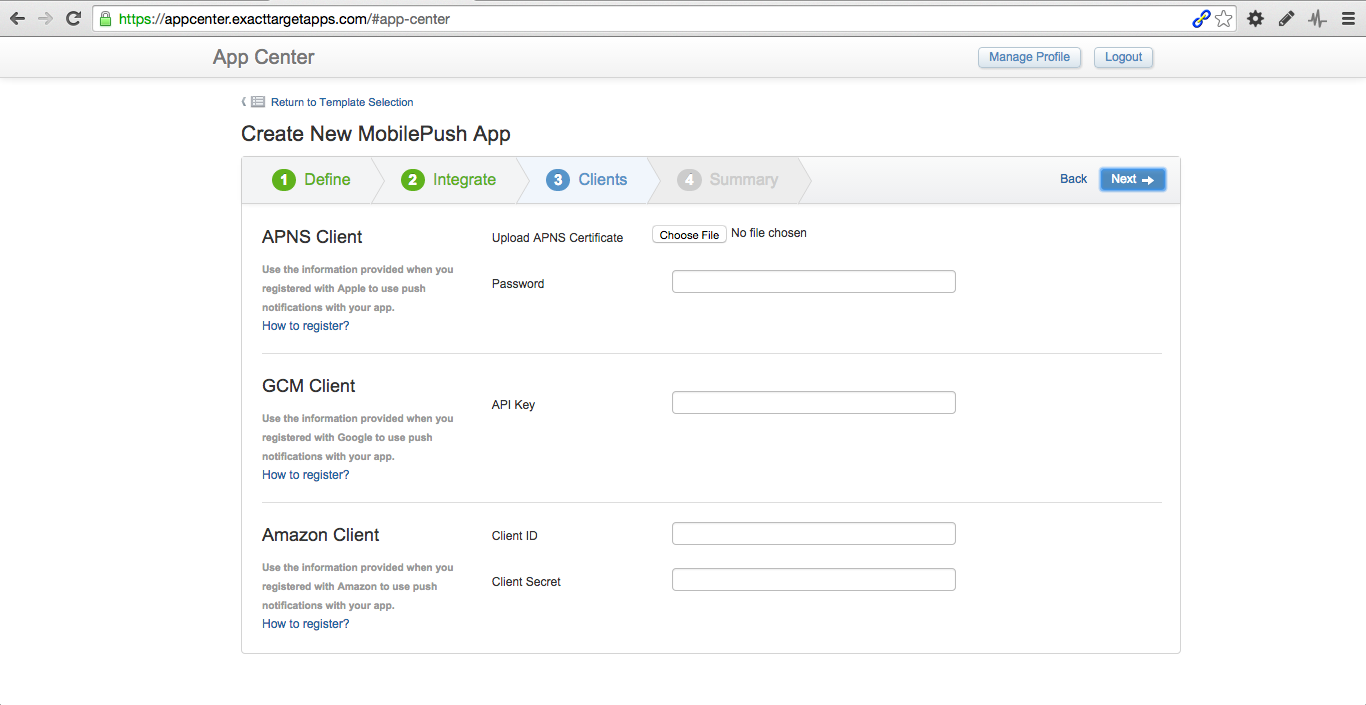 https://appcenter.exacttargetapps.com/#app-center
App Center
Manage Profile
Logout
Return to Template Selection
Create New MobilePush App
1 Define
2 Integrate
3 Clients
4 Summary
Back
Next
APNS Client
Use the information provided when you
registered with Apple to use push
notifications with your app.
How to register?
Upload APNS Certificate
Choose File No file chosen
Password
GCM Client
Use the information provided when you
registered with Google to use push
notifications with your app.
How to register?
API Key
Amazon Client
Use the information provided when you
registered with Amazon to use push
notifications with your app.
How to register?
Client ID
Client Secret